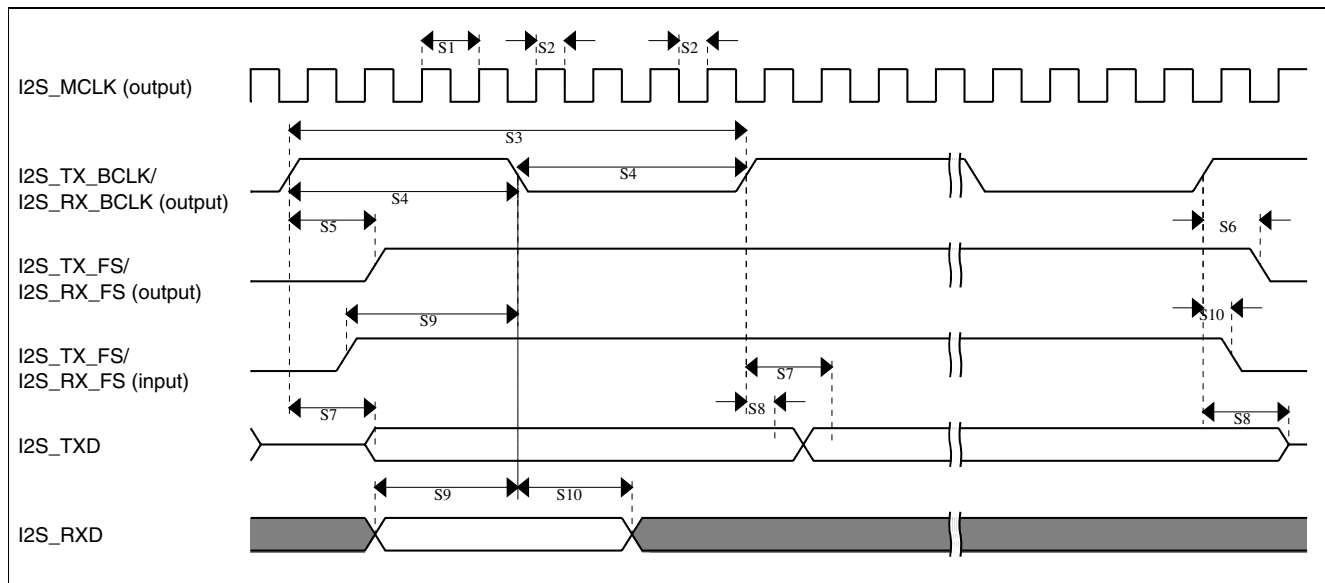 S1 S2 S2
I2S_MCLK (output)
S3
I2S_TX_BCLK/
I2S_RX_BCLK (output)
S4
S4
S5
S6
I2S_TX_FS/
I2S_RX_FS (output)
S10
S9
I2S_TX_FS/
I2S_RX_FS (input)
S7
S7
S8
S8
I2S_TXD
S9 S10
I2S_RXD